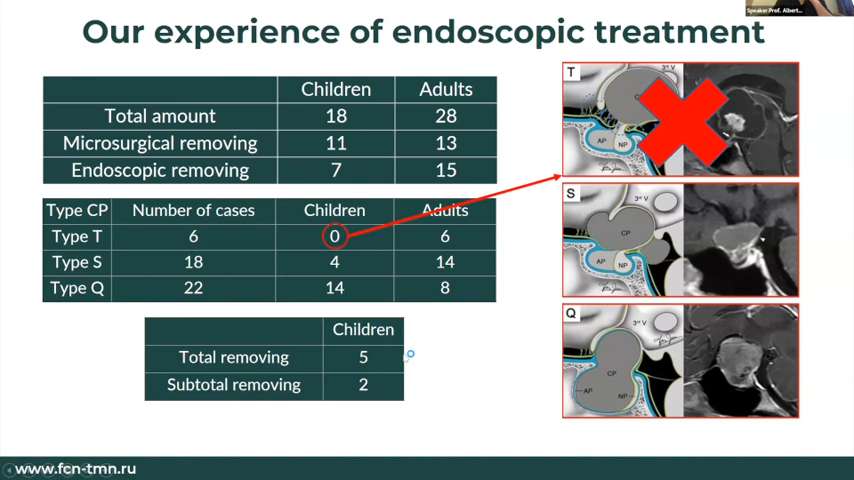 Speaker Prof. Albert...
Our experience of endoscopic treatment
Children Adults
Total amount 18 28
Microsurgical removing 11 13
Endoscopic removing 7 15
Type CP Number of cases Children Adults
Type T 6 0 6
Type S 18 4 14
Type Q 22 14 8
Children
Total removing 5
Subtotal removing 2
T
3rd V
AP NP
S
3rd V
CP
AP NP
Q
3rd V
CP
AP
NP
www.fcn-tmn.ru